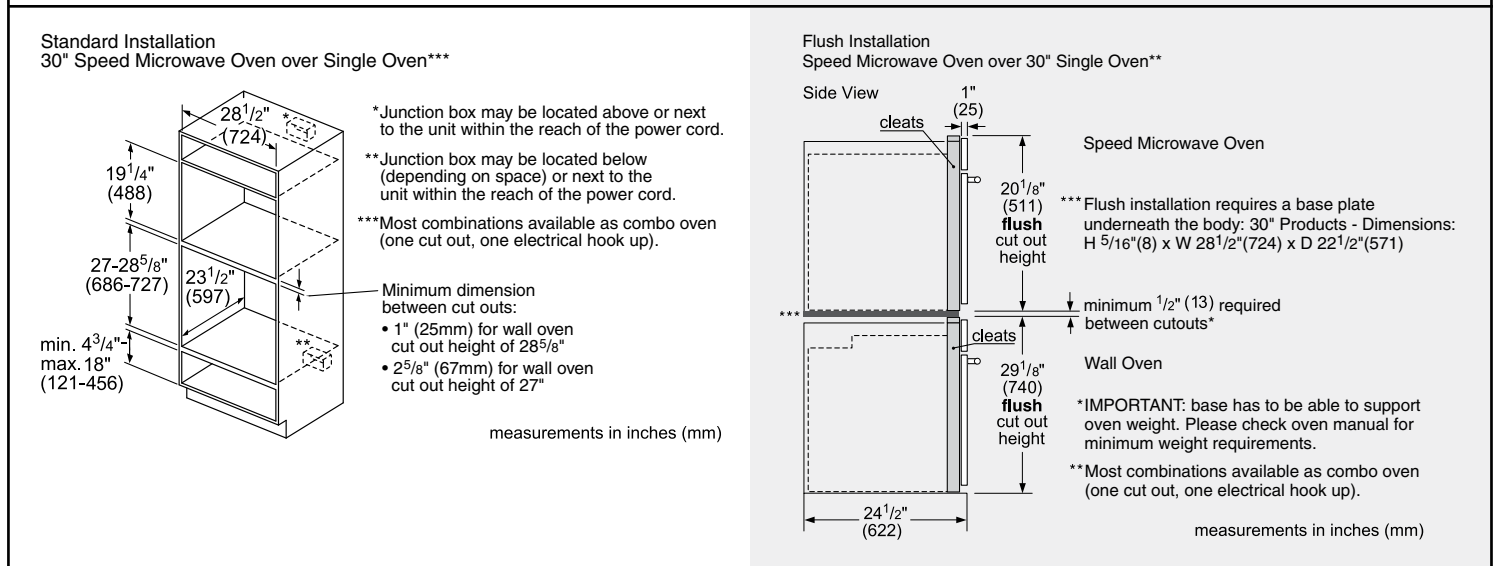 Standard Installation
30" Speed Microwave Oven over Single Oven***
28 1/2"
(724)
*
19 1/4"
(488)
27-28 5/8"
(686-727)
23 1/2"
(597)
min. 4 3/4"-
max. 18"
(121-456)
**
*Junction box may be located above or next
to the unit within the reach of the power cord.
**Junction box may be located below
(depending on space) or next to the
unit within the reach of the power cord.
***Most combinations available as combo oven
(one cut out, one electrical hook up).
Minimum dimension
between cut outs:
• 1" (25mm) for wall oven
cut out height of 28 5/8"
• 2 5/8" (67mm) for wall oven
cut out height of 27"
measurements in inches (mm)
Flush Installation
Speed Microwave Oven over 30" Single Oven**
Side View
1"
(25)
cleats
20 1/8"
(511)
flush
cut out
height
***
cleats
29 1/8"
(740)
flush
cut out
height
24 1/2"
(622)
Speed Microwave Oven
***Flush installation requires a base plate
underneath the body: 30" Products - Dimensions:
H 5/16"(8) x W 28 1/2"(724) x D 22 1/2"(571)
minimum 1/2" (13) required
between cutouts*
Wall Oven
*IMPORTANT: base has to be able to support
oven weight. Please check oven manual for
minimum weight requirements.
**Most combinations available as combo oven
(one cut out, one electrical hook up).
measurements in inches (mm)